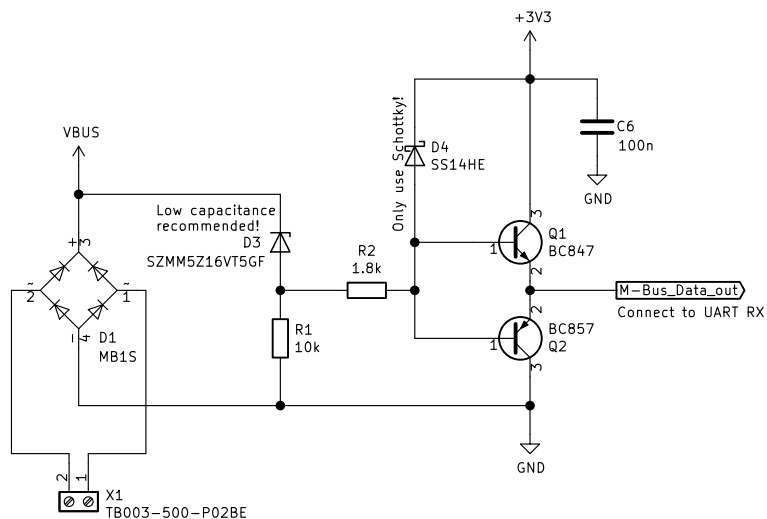 +3V3
Only use Schottky!
C6
100n
GND
VBUS
D4
SS14HE
Low capacitance
recommended!
D3
SZMM5Z16VT5GF
3
Q1
BC847
1
2
+
3
R2
1.8k
~
2
~
1
M-Bus_Data_out
Connect to UART RX
2
BC857
Q2
1
3
R1
10k
-
4
D1
MB1S
GND
2
1
X1
TB003-500-P02BE